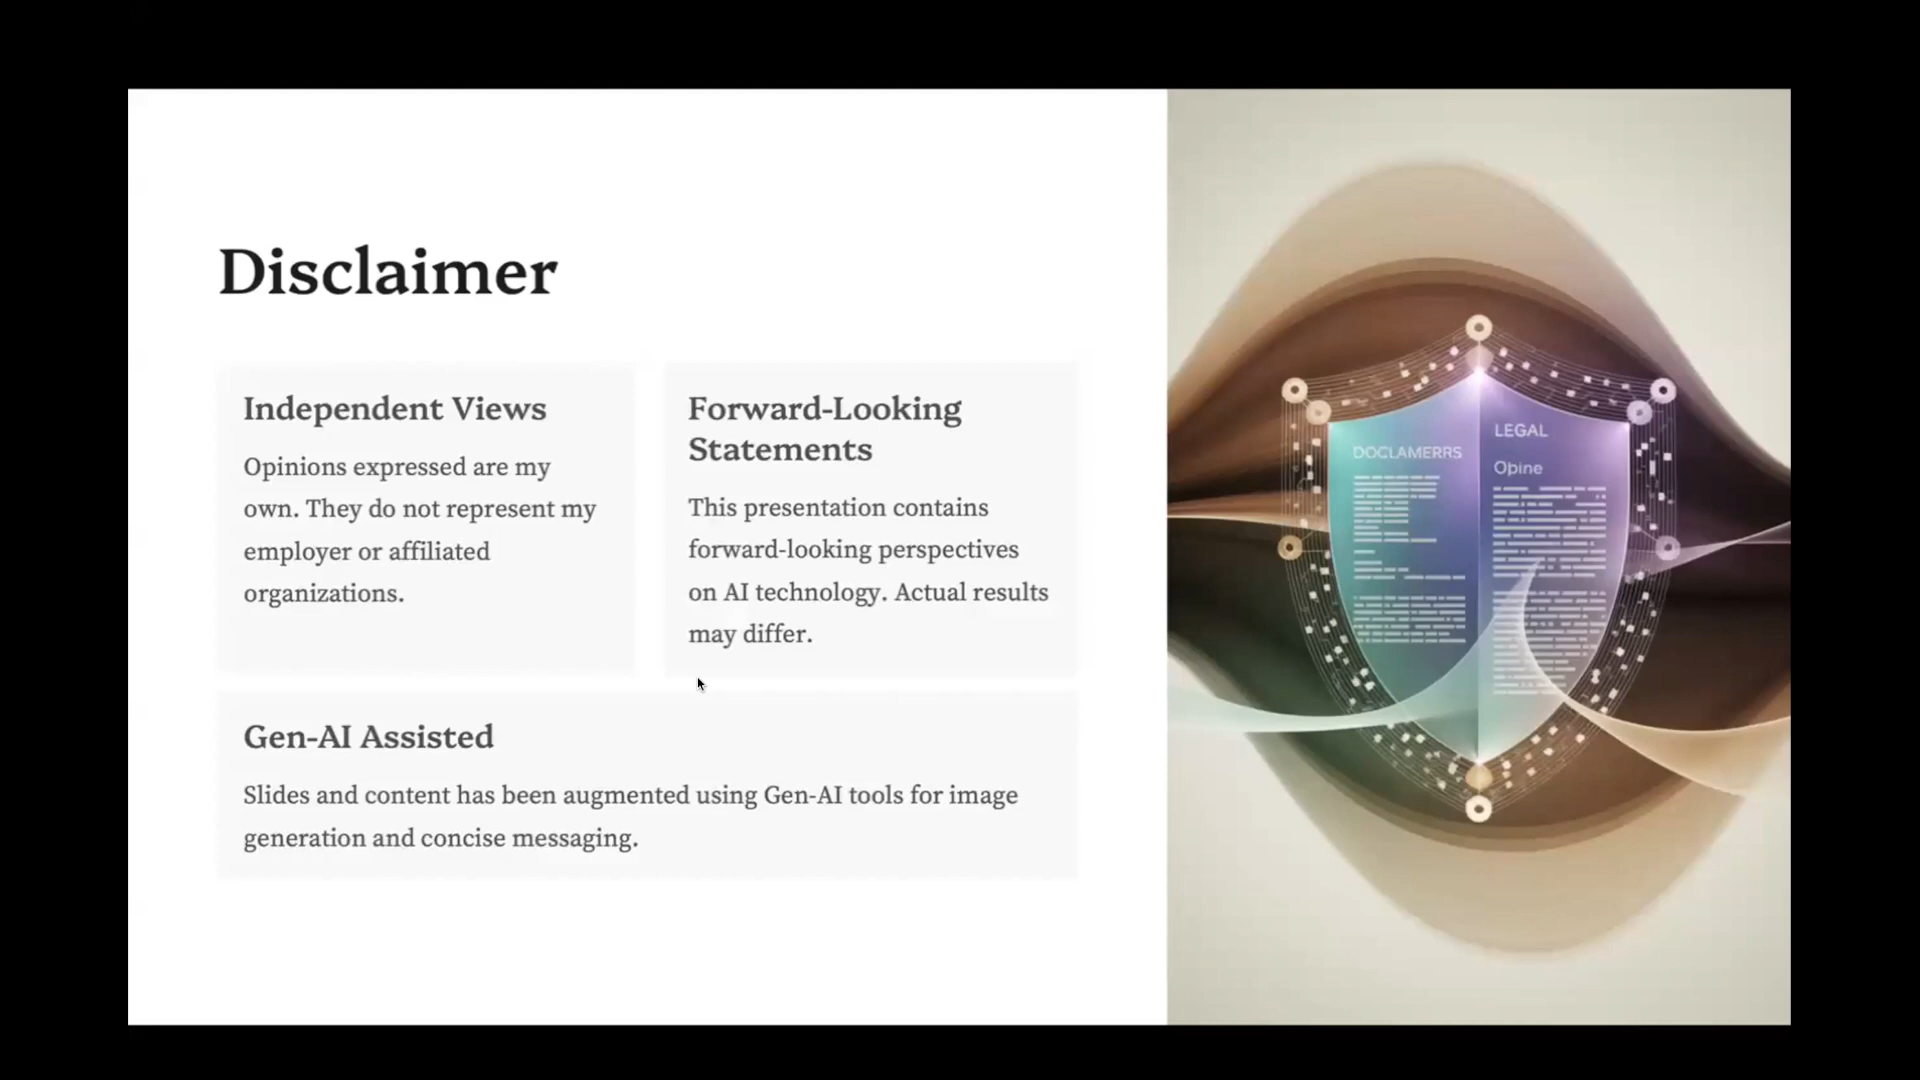 Disclaimer
Independent Views
Opinions expressed are my
own. They do not represent my
employer or affiliated
organizations.
Forward-Looking
Statements
This presentation contains
forward-looking perspectives
on AI technology. Actual results
may differ.
Gen-AI Assisted
Slides and content has been augmented using Gen-AI tools for image
generation and concise messaging.
DOCLAMERRS
LEGAL
Opine